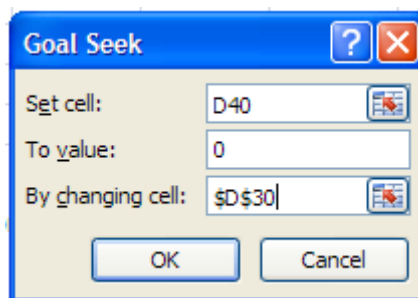 Goal Seek
Set cell: D40
To value: 0
By changing cell: $D$30
OK Cancel